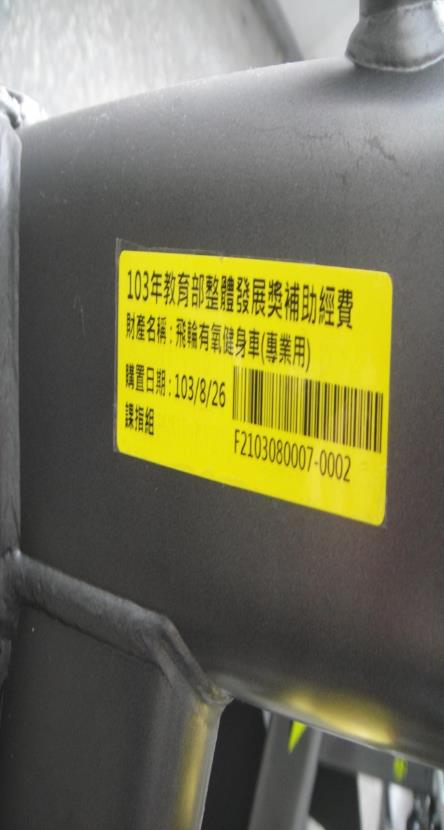 103年教育部整體發展獎補助經費
財產名稱：飛輪有氧健身車(專業用)
購置日期：103/8/26
課指組
F2103080007-0002